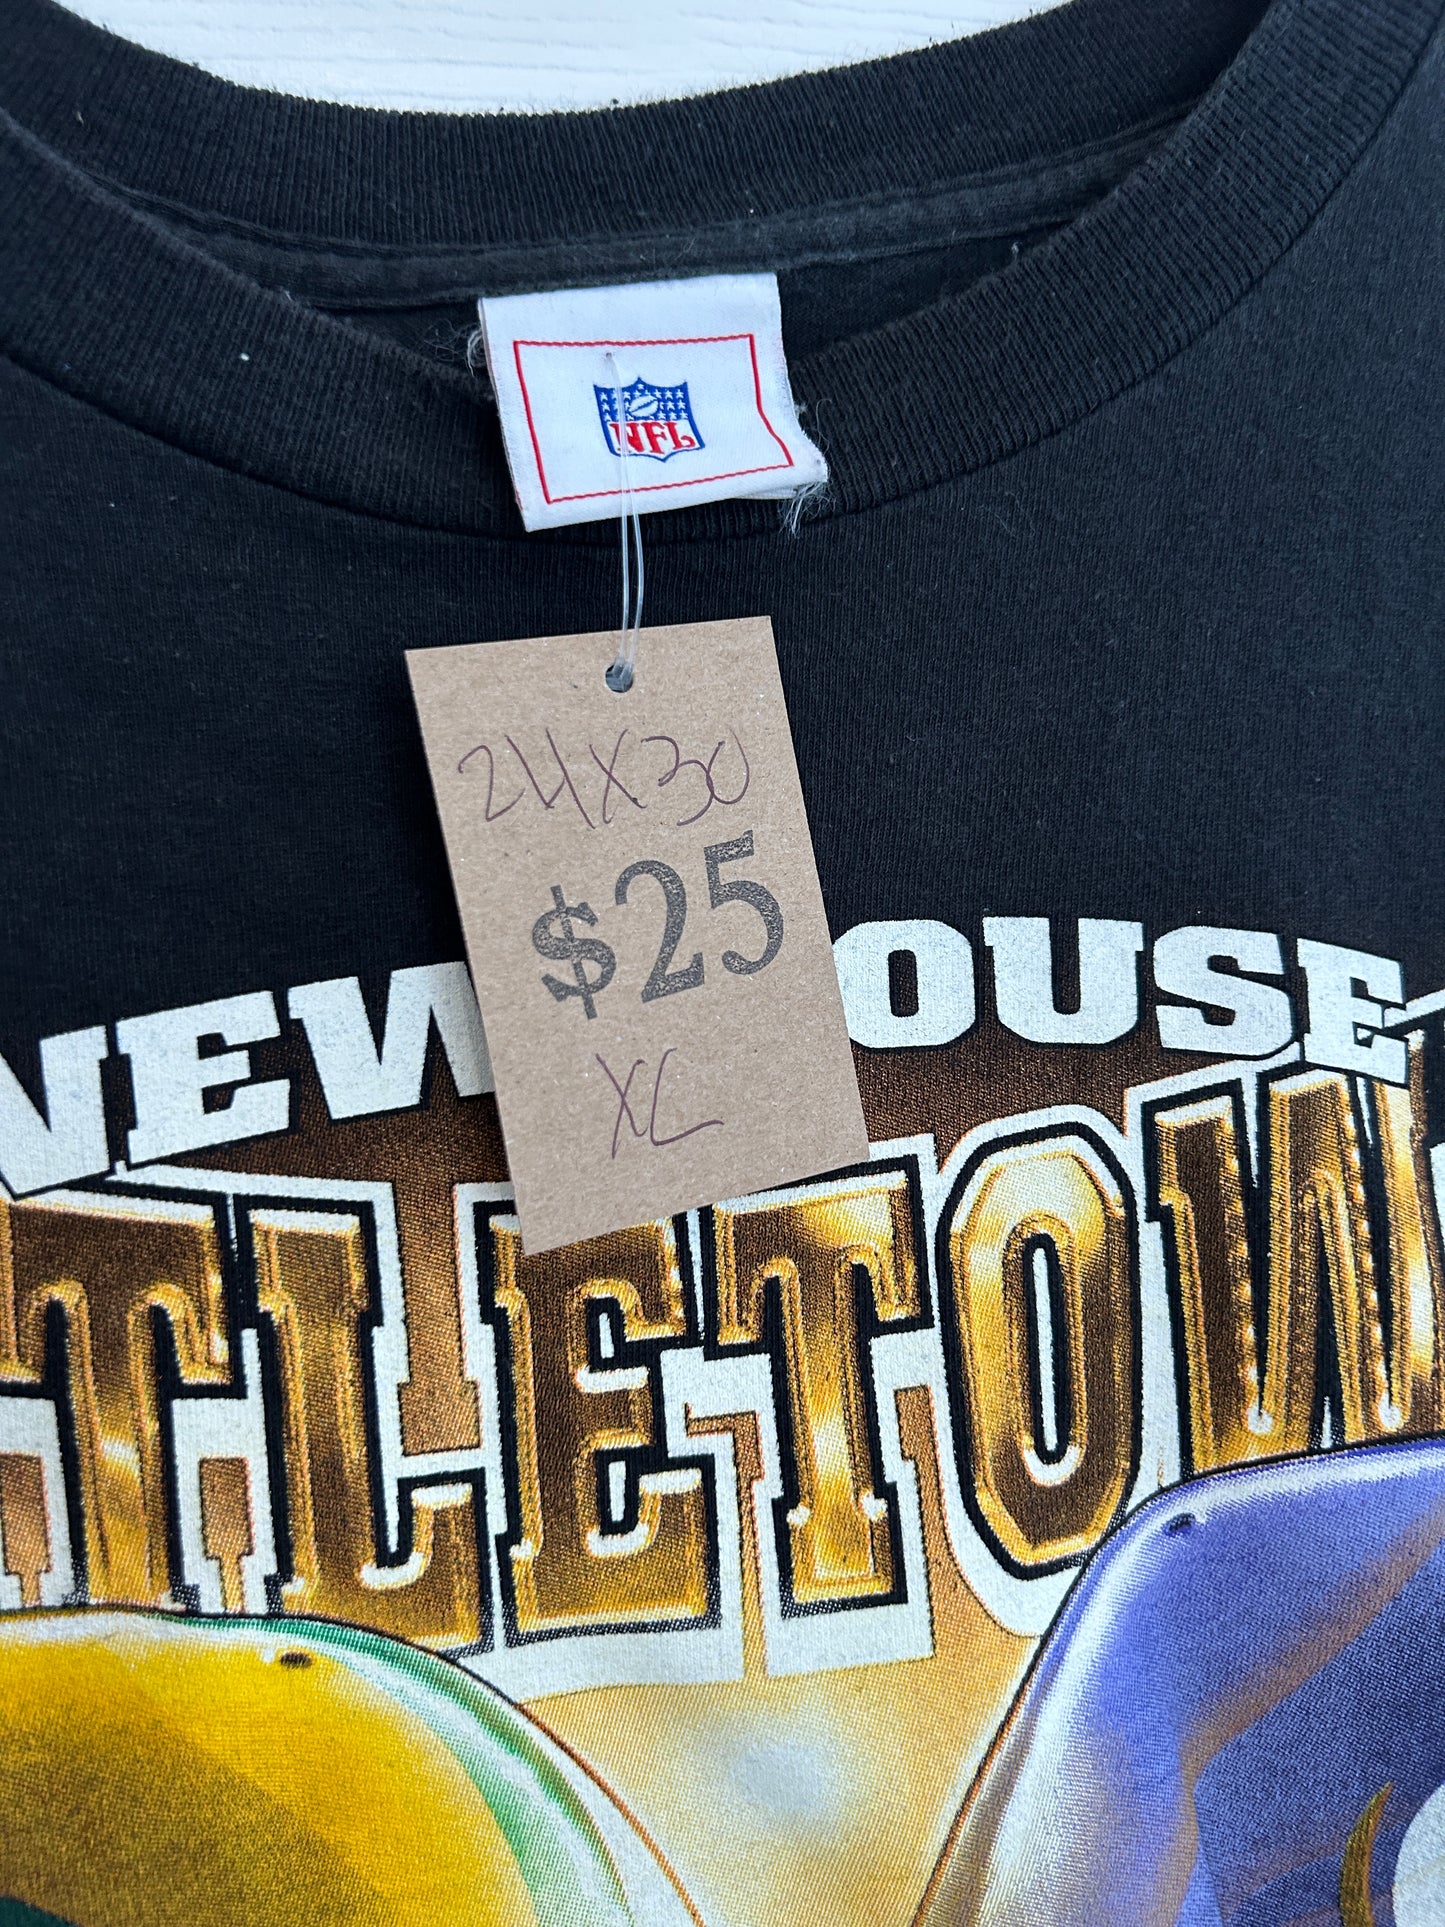 NFL
24X30
$25
XL
NEW OUSE
TLETOW